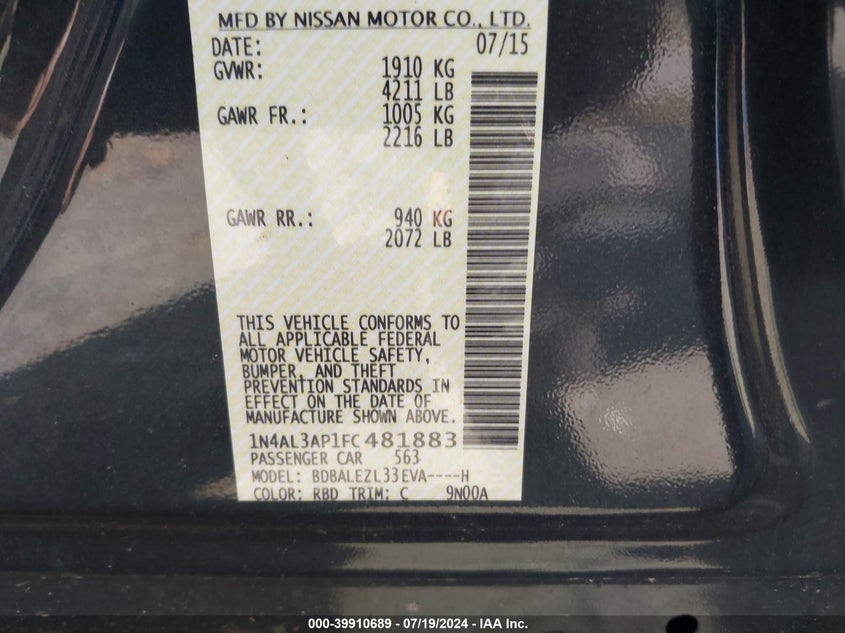 MFD BY NISSAN MOTOR CO., LTD.
DATE: 07/15
GVWR: 1910 KG
4211 LB
GAWR FR.: 1005 KG
2216 LB
GAWR RR.: 940 KG
2072 LB
THIS VEHICLE CONFORMS TO
ALL APPLICABLE FEDERAL
MOTOR VEHICLE SAFETY,
BUMPER, AND THEFT
PREVENTION STANDARDS IN
EFFECT ON THE DATE OF
MANUFACTURE SHOWN ABOVE.
1N4AL3AP1FC481883
PASSENGER CAR 563
MODEL: BDBALEZL33EVA----H
COLOR: RBD TRIM: C 9N00A
000-39910689 - 07/19/2024 - IAA Inc.